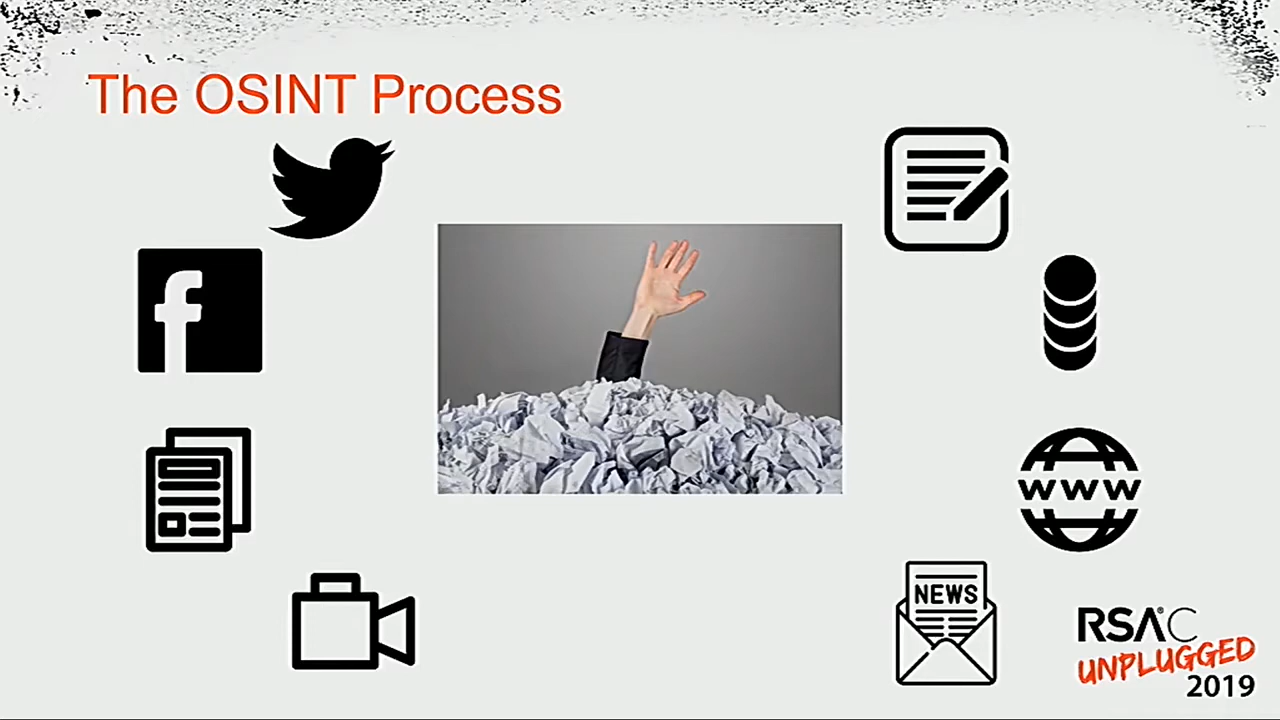 The OSINT Process
www
NEWS
RSAC
UNPLUGGED
2019